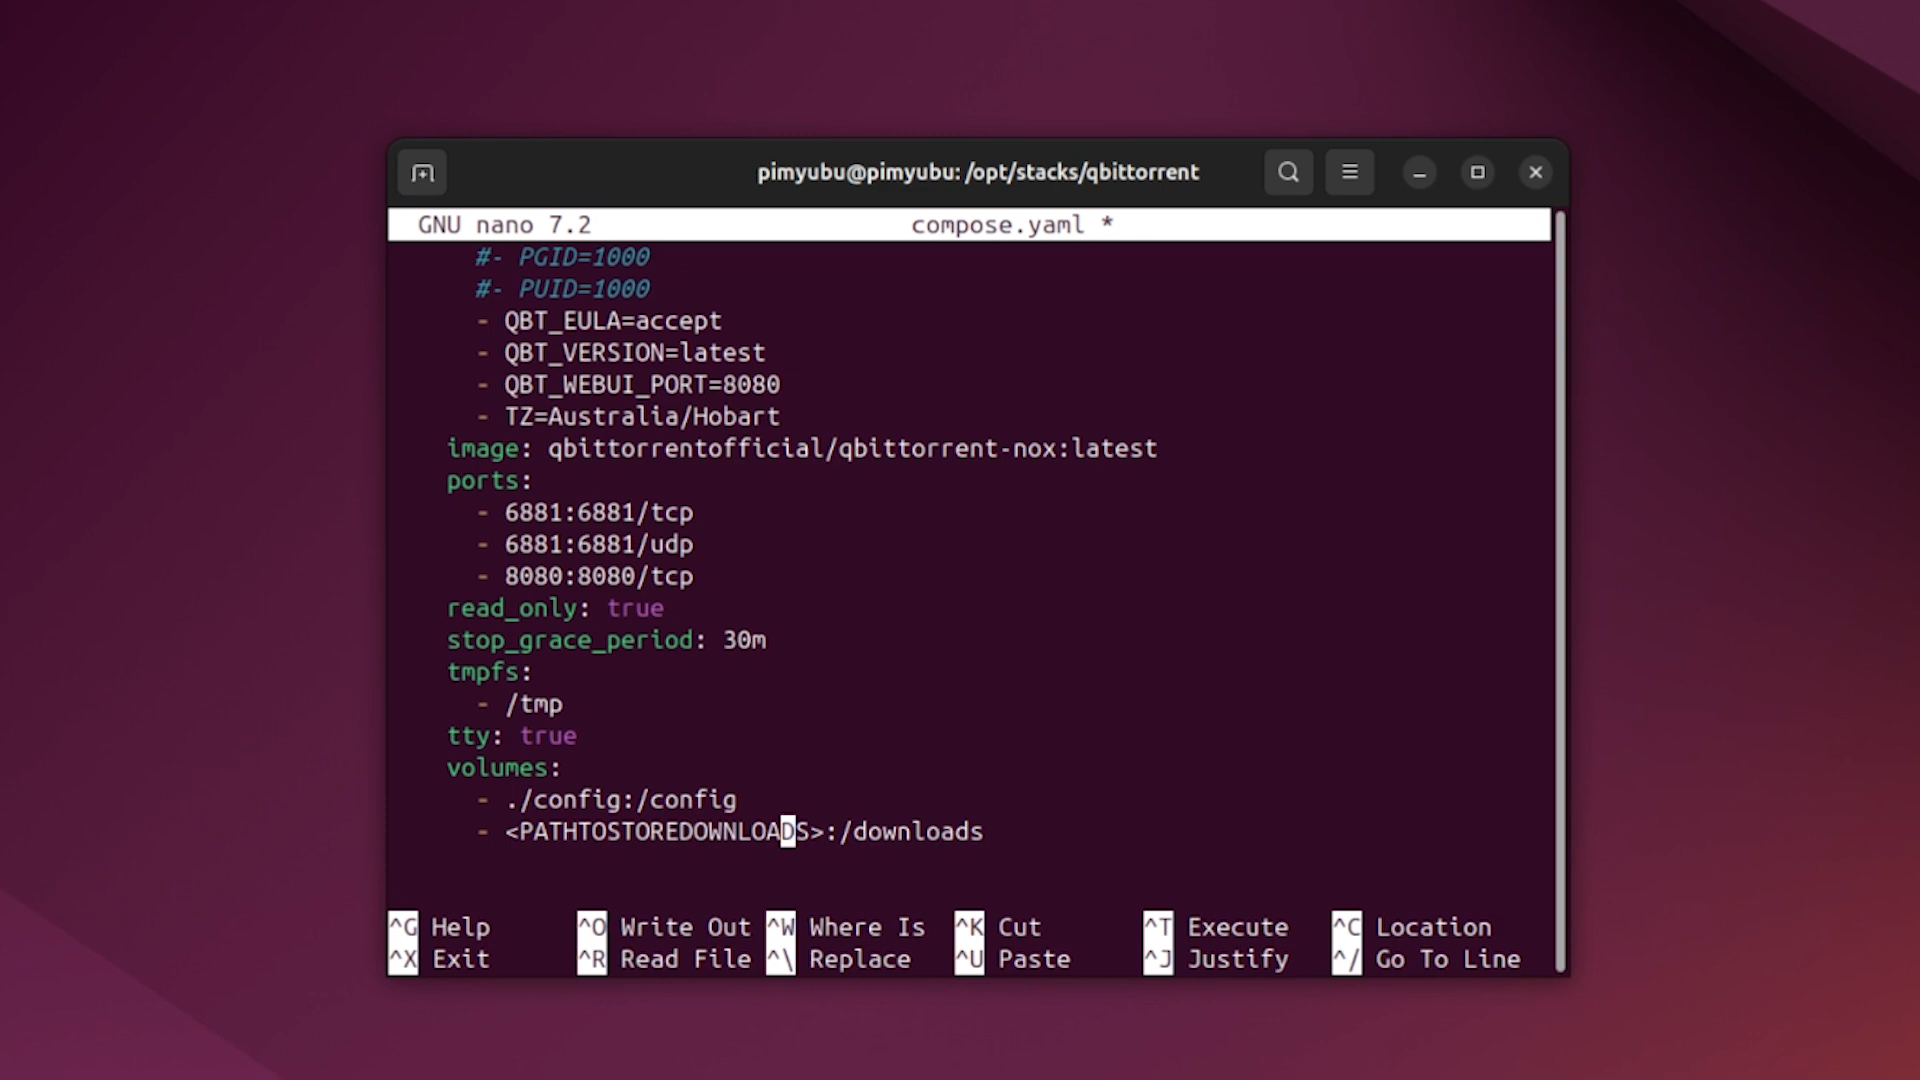 pimyubu@pimyubu: /opt/stacks/qbittorrent
GNU nano 7.2 compose.yaml *
#- PGID=1000
#- PUID=1000
- QBT_EULA=accept
- QBT_VERSION=latest
- QBT_WEBUI_PORT=8080
- TZ=Australia/Hobart
image: qbittorrentofficial/qbittorrent-nox:latest
ports:
- 6881:6881/tcp
- 6881:6881/udp
- 8080:8080/tcp
read_only: true
stop_grace_period: 30m
tmpfs:
- /tmp
tty: true
volumes:
- ./config:/config
- <PATHTOSTOREDOWNLOADS>:/downloads
^G Help ^O Write Out ^W Where Is ^K Cut ^T Execute ^C Location
^X Exit ^R Read File ^\ Replace ^U Paste ^J Justify ^/ Go To Line